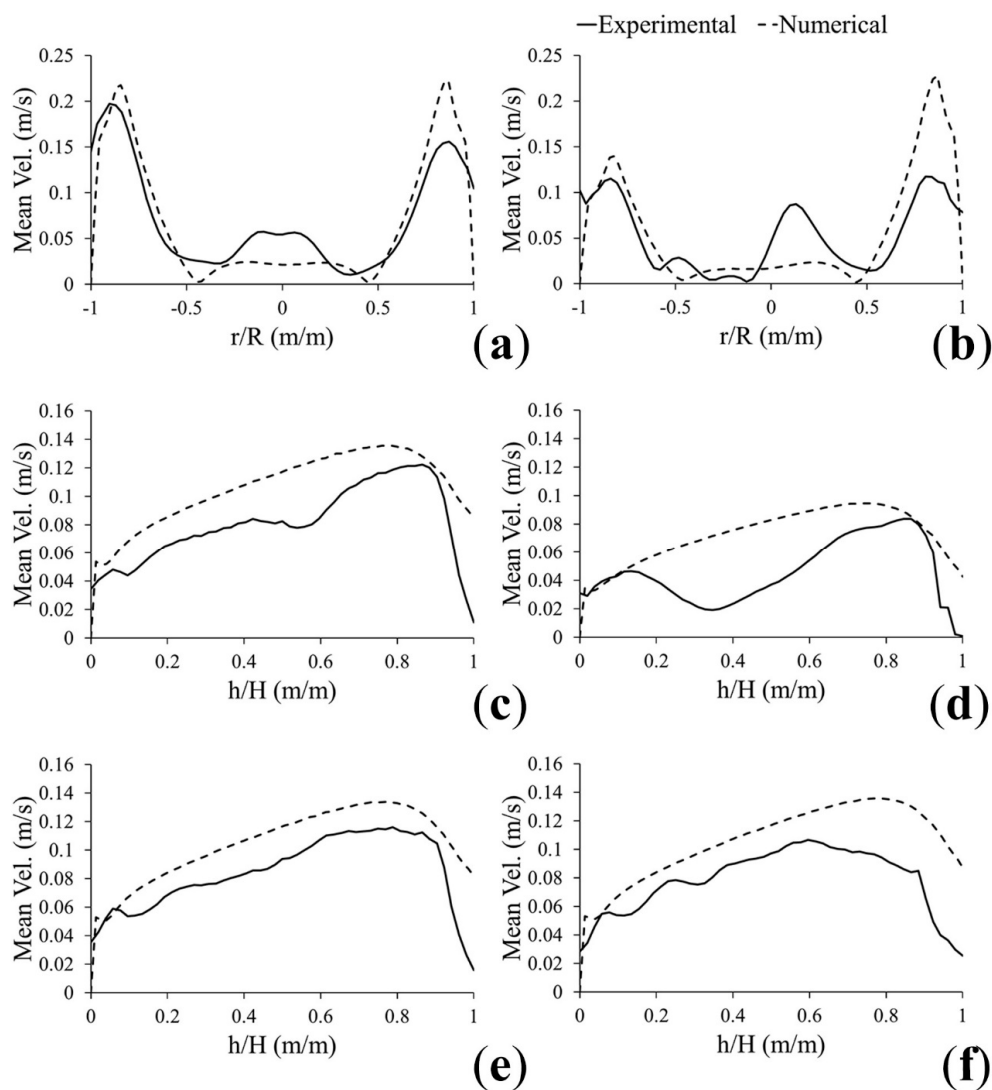 Experimental Numerical
Mean Vel. (m/s)
0.25
0.2
0.15
0.1
0.05
0
-1 -0.5 0 0.5 1
r/R (m/m)
(a)
Mean Vel. (m/s)
0.25
0.2
0.15
0.1
0.05
0
-1 -0.5 0 0.5 1
r/R (m/m)
(b)
Mean Vel. (m/s)
0.16
0.14
0.12
0.1
0.08
0.06
0.04
0.02
0
0 0.2 0.4 0.6 0.8 1
h/H (m/m)
(c)
Mean Vel. (m/s)
0.16
0.14
0.12
0.1
0.08
0.06
0.04
0.02
0
0 0.2 0.4 0.6 0.8 1
h/H (m/m)
(d)
Mean Vel. (m/s)
0.16
0.14
0.12
0.1
0.08
0.06
0.04
0.02
0
0 0.2 0.4 0.6 0.8 1
h/H (m/m)
(e)
Mean Vel. (m/s)
0.16
0.14
0.12
0.1
0.08
0.06
0.04
0.02
0
0 0.2 0.4 0.6 0.8 1
h/H (m/m)
(f)